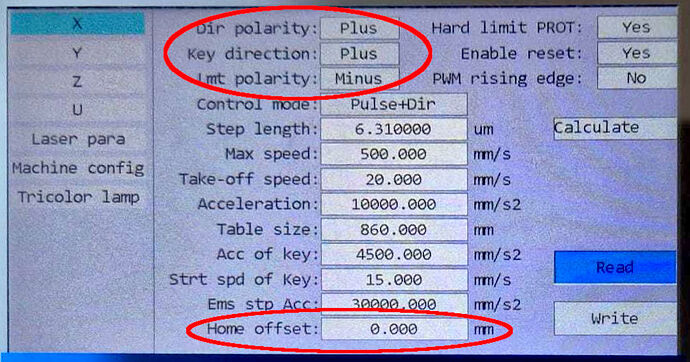 X
Y
Z
U
Laser para
Machine config
Tricolor lamp
Dir polarity: Plus
Key direction: Plus
Lmt polarity: Minus
Control mode: Pulse+Dir
Step length: 6.310000 um
Max speed: 500.000 mm/s
Take-off speed: 20.000 mm/s
Acceleration: 10000.000 mm/s2
Table size: 860.000 mm
Acc of key: 4500.000 mm/s2
Strt spd of Key: 15.000 mm/s
Ems stp Acc: 30000.000 mm/s2
Home offset: 0.000 mm
Hard limit PROT: Yes
Enable reset: Yes
PWM rising edge: No
Calculate
Read
Write